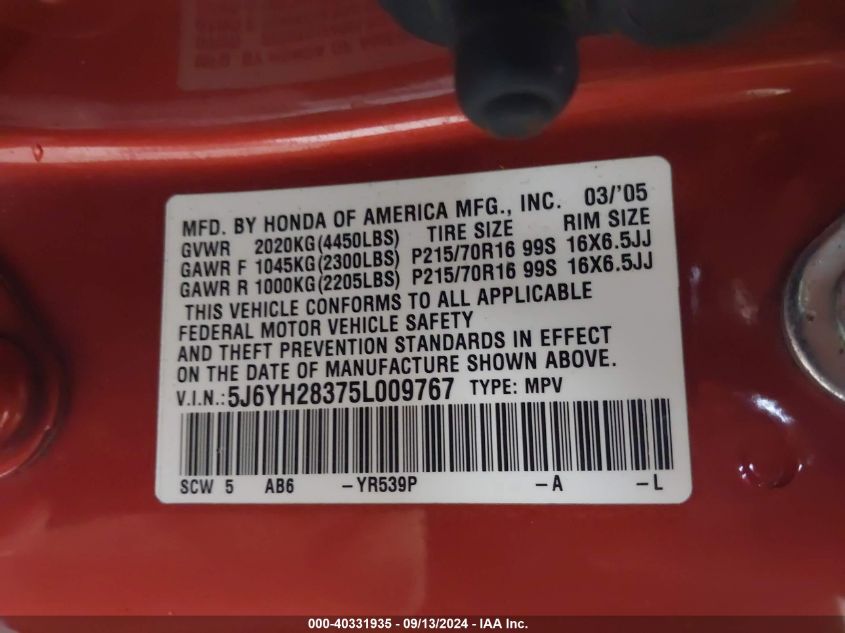 MFD. BY HONDA OF AMERICA MFG., INC. 03/'05
GVWR 2020KG(4450LBS) TIRE SIZE RIM SIZE
GAWR F 1045KG(2300LBS) P215/70R16 99S 16X6.5JJ
GAWR R 1000KG(2205LBS) P215/70R16 99S 16X6.5JJ
THIS VEHICLE CONFORMS TO ALL APPLICABLE
FEDERAL MOTOR VEHICLE SAFETY
AND THEFT PREVENTION STANDARDS IN EFFECT
ON THE DATE OF MANUFACTURE SHOWN ABOVE.
V.I.N.: 5J6YH28375L009767 TYPE: MPV
SCW 5 AB6 -YR539P -A -L
000-40331935 - 09/13/2024 - IAA Inc.